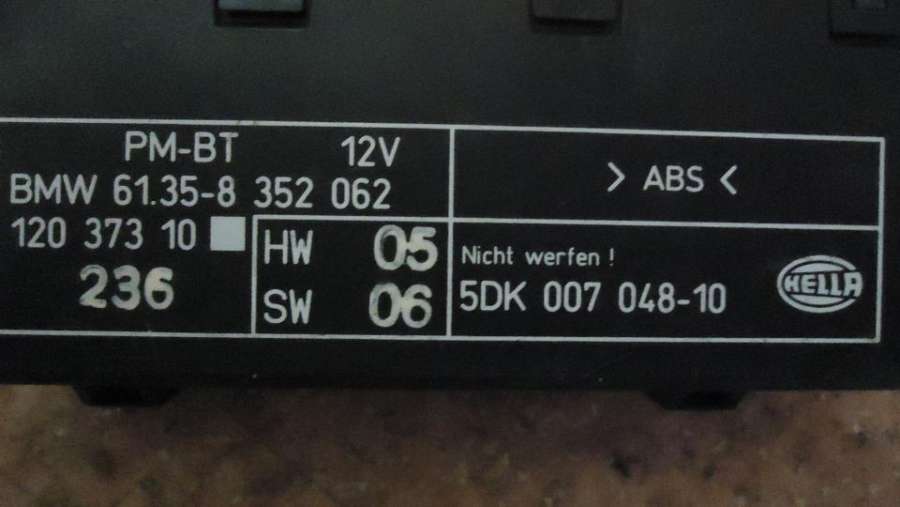 PM-BT 12V
BMW 61.35-8 352 062
120 373 10
236
HW 05
SW 06
> ABS <
Nicht werfen !
5DK 007 048-10
HELLA